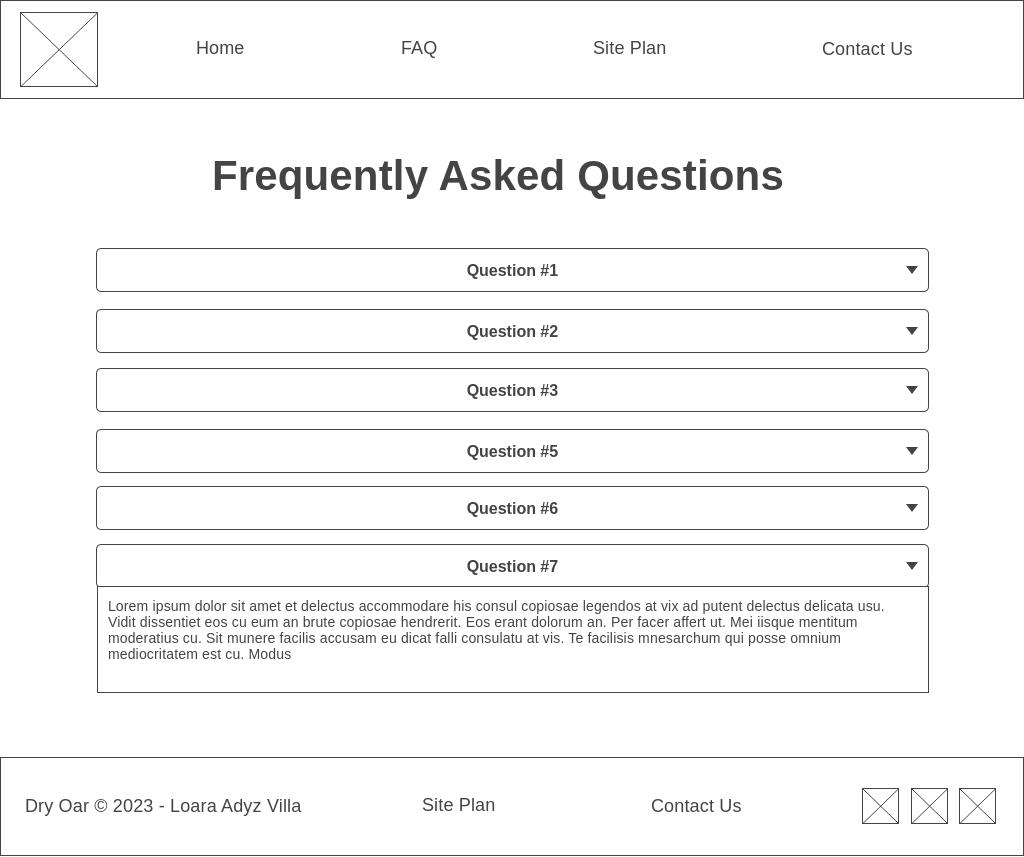 Home FAQ Site Plan Contact Us
Frequently Asked Questions
Question #1
Question #2
Question #3
Question #5
Question #6
Question #7
Lorem ipsum dolor sit amet et delectus accommodare his consul copiosae legendos at vix ad putent delectus delicata usu.
Vidit dissentiet eos cu eum an brute copiosae hendrerit. Eos erant dolorum an. Per facer affert ut. Mei iisque mentitum
moderatius cu. Sit munere facilis accusam eu dicat falli consulatu at vis. Te facilisis mnesarchum qui posse omnium
mediocritatem est cu. Modus
Dry Oar © 2023 - Loara Adyz Villa Site Plan Contact Us